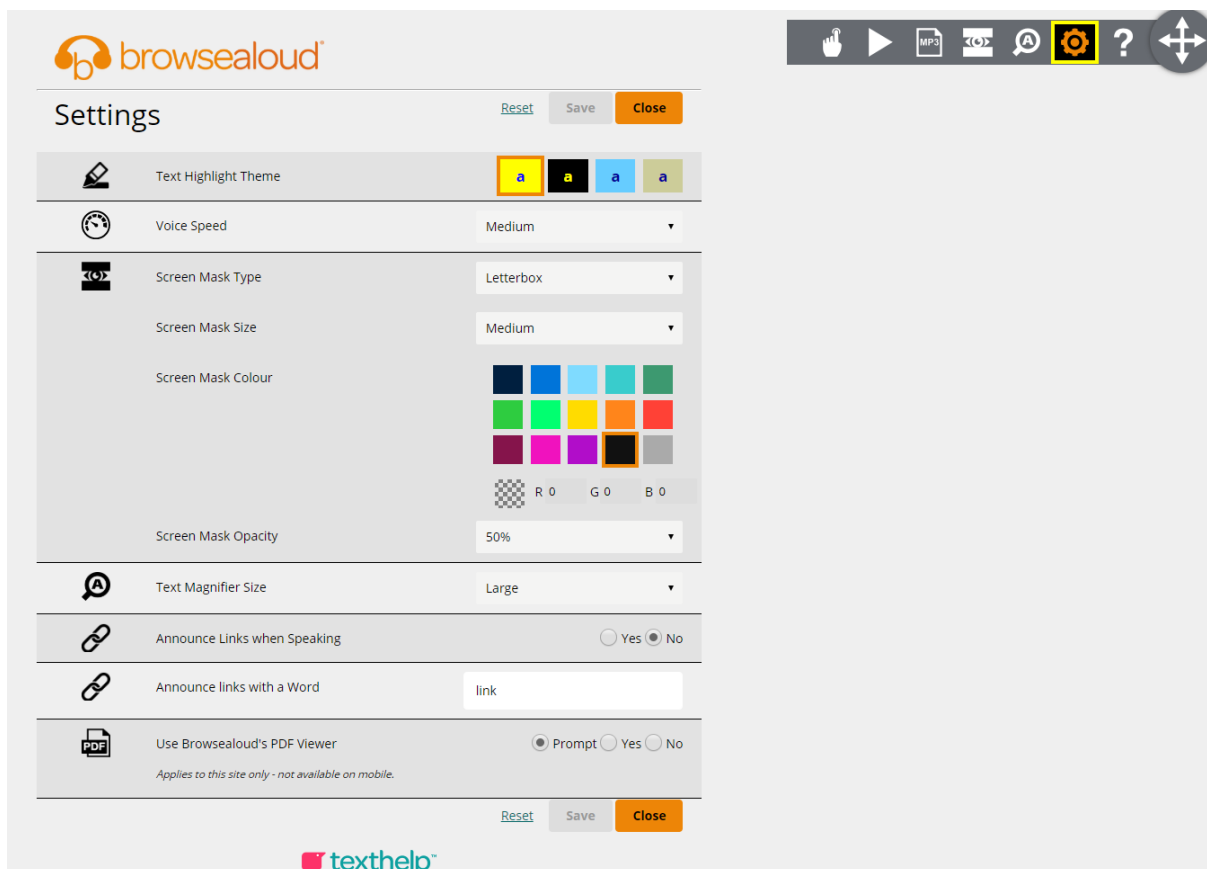 browsealoud®
MP3 A ?
Settings
Reset Save Close
Text Highlight Theme a a a a
Voice Speed Medium
Screen Mask Type Letterbox
Screen Mask Size Medium
Screen Mask Colour
R 0 G 0 B 0
Screen Mask Opacity 50%
A Text Magnifier Size Large
Announce Links when Speaking Yes No
Announce links with a Word link
PDF Use Browsealoud's PDF Viewer Prompt Yes No
Applies to this site only - not available on mobile.
Reset Save Close
texthelp™